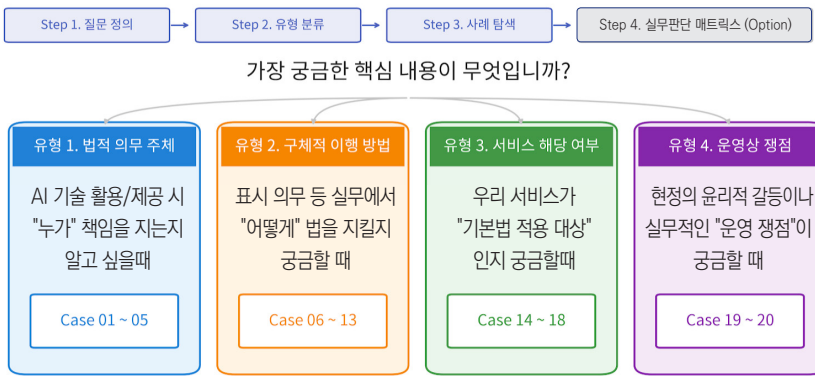 Step 1. 질문 정의
Step 2. 유형 분류
Step 3. 사례 탐색
Step 4. 실무판단 매트릭스 (Option)
가장 궁금한 핵심 내용이 무엇입니까?
유형 1. 법적 의무 주체
AI 기술 활용/제공 시
"누가" 책임을 지는지
알고 싶을때
Case 01 ~ 05
유형 2. 구체적 이행 방법
표시 의무 등 실무에서
"어떻게" 법을 지킬지
궁금할 때
Case 06 ~ 13
유형 3. 서비스 해당 여부
우리 서비스가
"기본법 적용 대상"
인지 궁금할때
Case 14 ~ 18
유형 4. 운영상 쟁점
현정의 윤리적 갈등이나
실무적인 "운영 쟁점"이
궁금할 때
Case 19 ~ 20